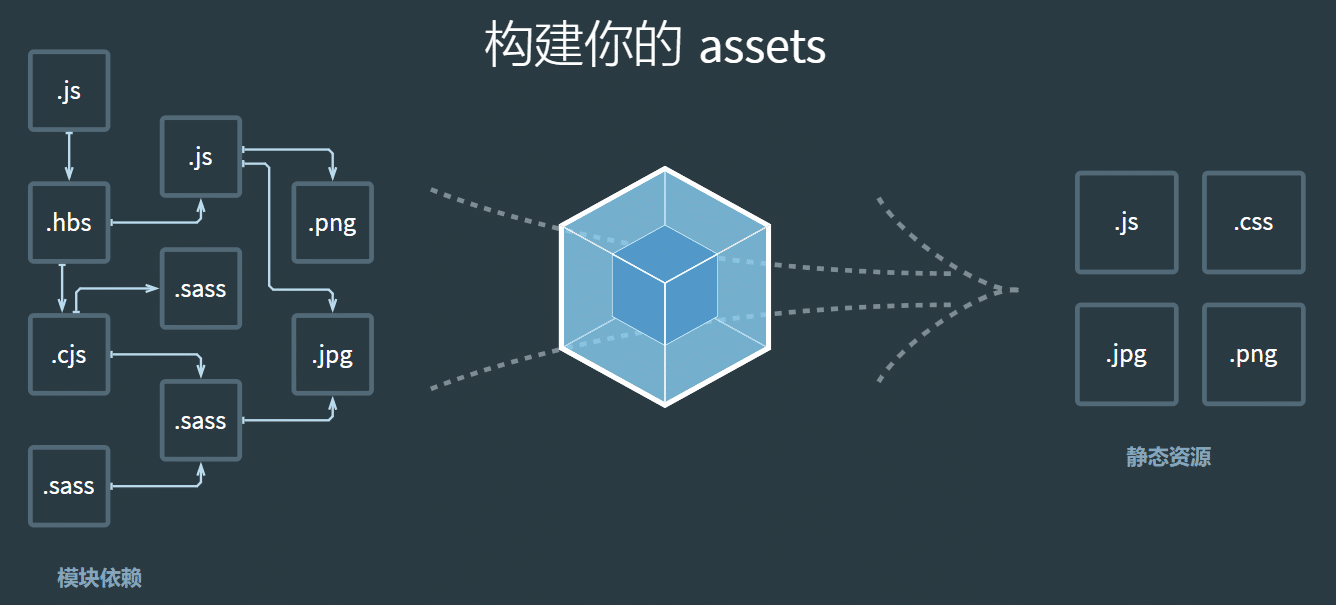 构建你的 assets
.js
.js
.hbs
.png
.sass
.cjs
.jpg
.sass
.sass
模块依赖
.js
.css
.jpg
.png
静态资源